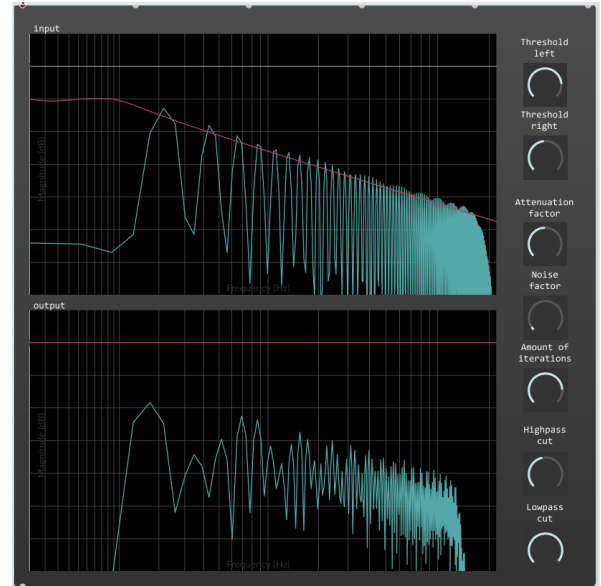 input
Magnitude (dB)
Frequency (Hz)
output
Magnitude (dB)
Frequency (Hz)
Threshold
left
Threshold
right
Attenuation
factor
Noise
factor
Amount of
iterations
Highpass
cut
Lowpass
cut